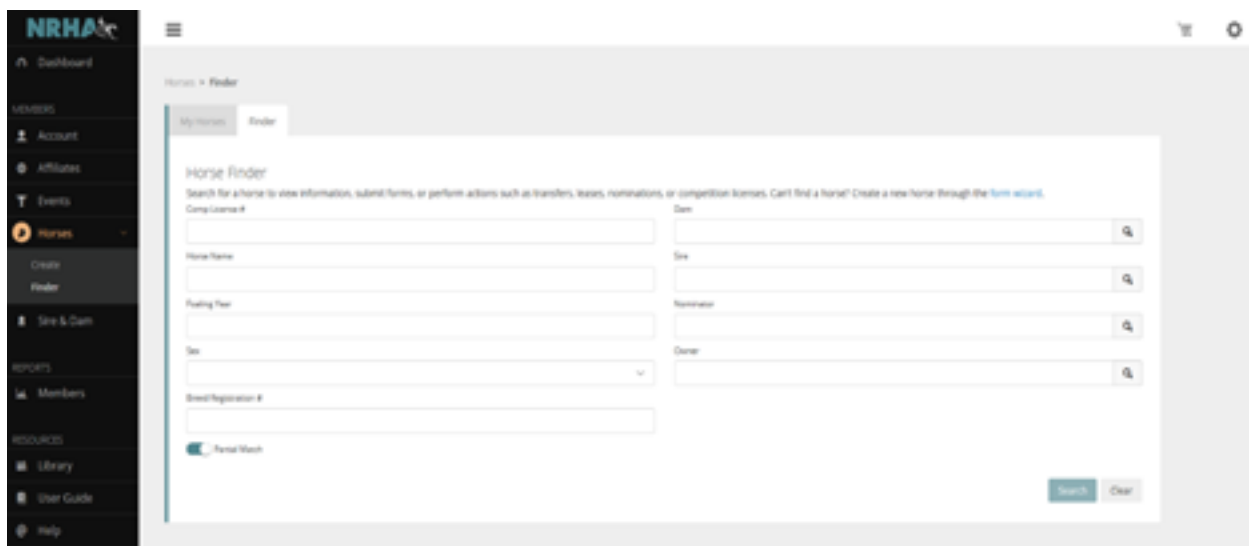 NRHA
Dashboard
MEMBERS
Account
Affiliates
Events
Horses
Create
Finder
Sire & Dam
REPORTS
Members
RESOURCES
Library
User Guide
Help
Horses > Finder
My Horses Finder
Horse Finder
Search for a horse to view information, submit forms, or perform actions such as transfers, leases, nominations, or competition licenses. Can't find a horse? Create a new horse through the form wizard.
Comp License # Dam
Horse Name Sire
Foaling Year Nominator
Sex Owner
Breed Registration #
Partial Match
Search Clear